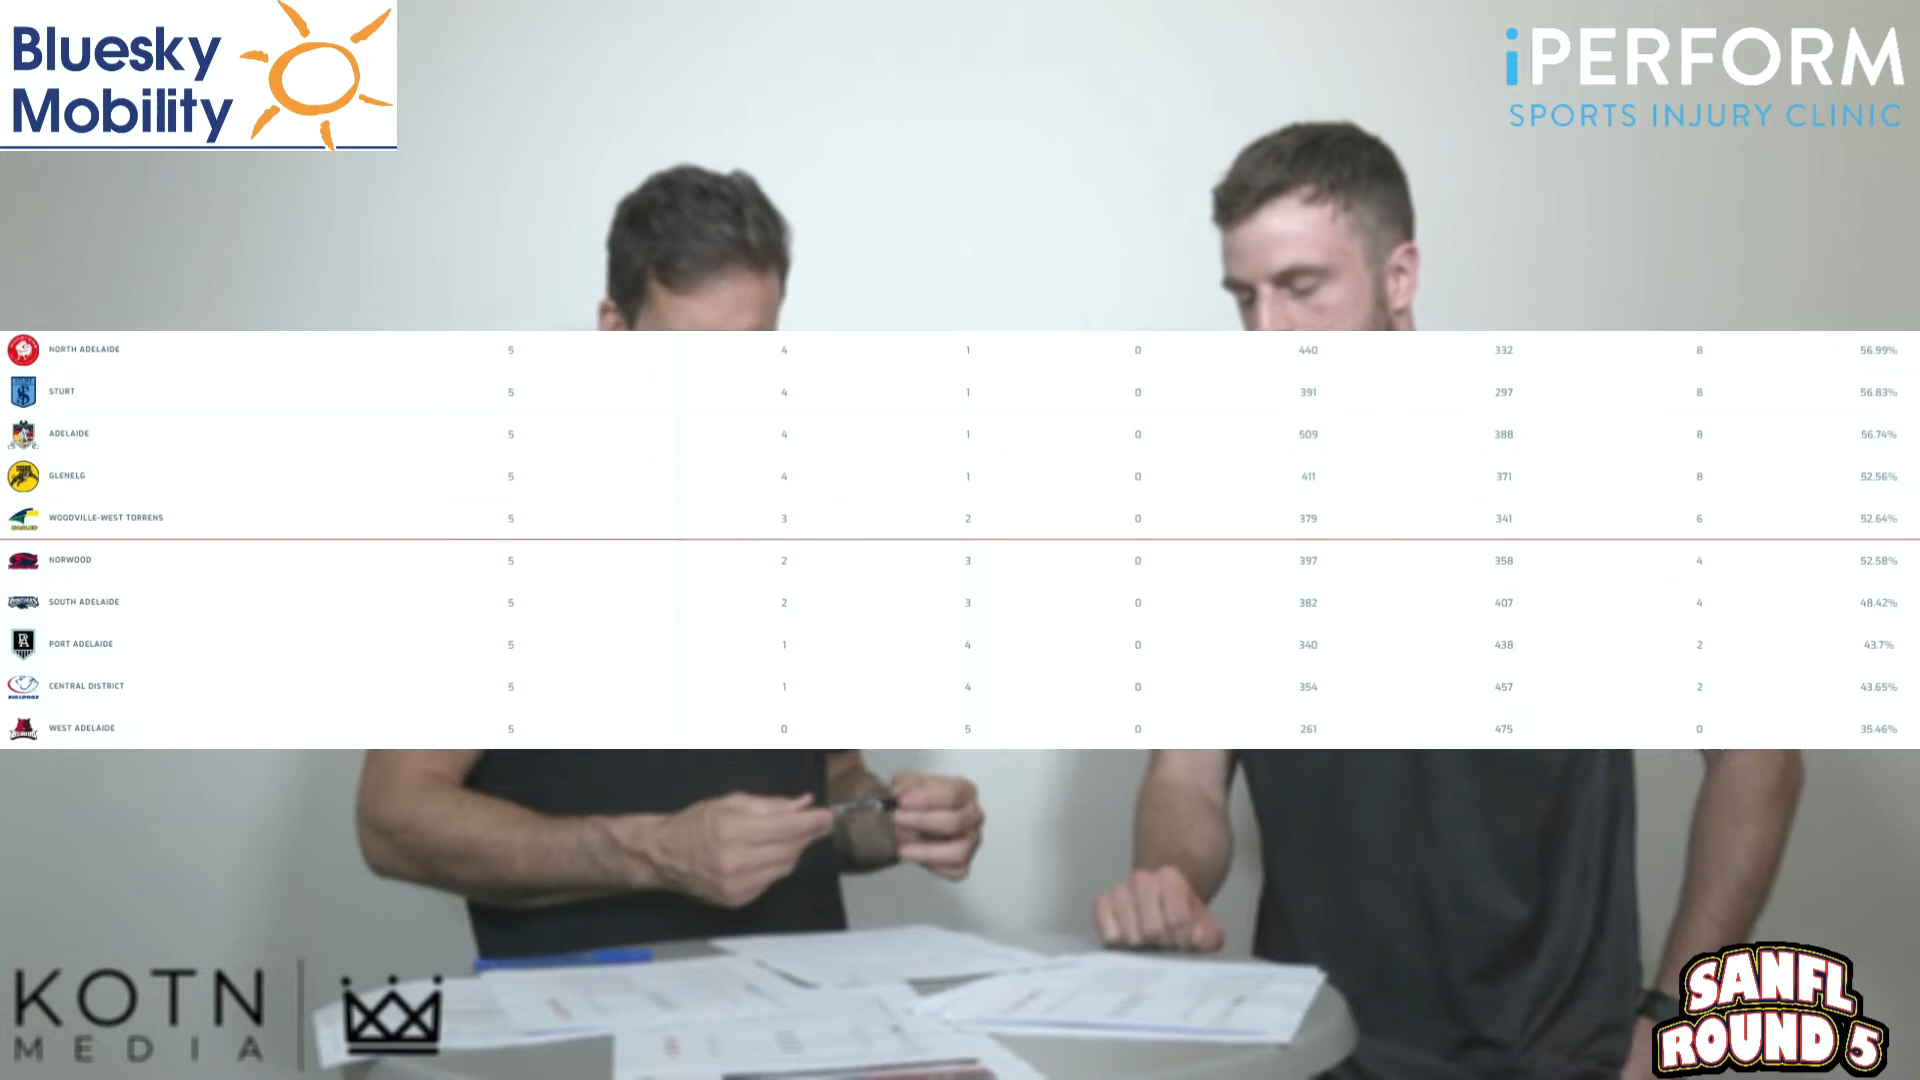 Bluesky
Mobility
iPERFORM
SPORTS INJURY CLINIC
NORTH ADELAIDE 5 4 1 0 440 332 8 56.99%
STURT 5 4 1 0 391 297 8 56.83%
ADELAIDE 5 4 1 0 509 388 8 56.74%
GLENELG 5 4 1 0 411 371 8 52.56%
WOODVILLE-WEST TORRENS 5 3 2 0 379 341 6 52.64%
NORWOOD 5 2 3 0 397 358 4 52.58%
SOUTH ADELAIDE 5 2 3 0 382 407 4 48.42%
PORT ADELAIDE 5 1 4 0 340 438 2 43.7%
CENTRAL DISTRICT 5 1 4 0 354 457 2 43.65%
WEST ADELAIDE 5 0 5 0 261 475 0 35.46%
KOTN
MEDIA
SANFL
ROUND 5